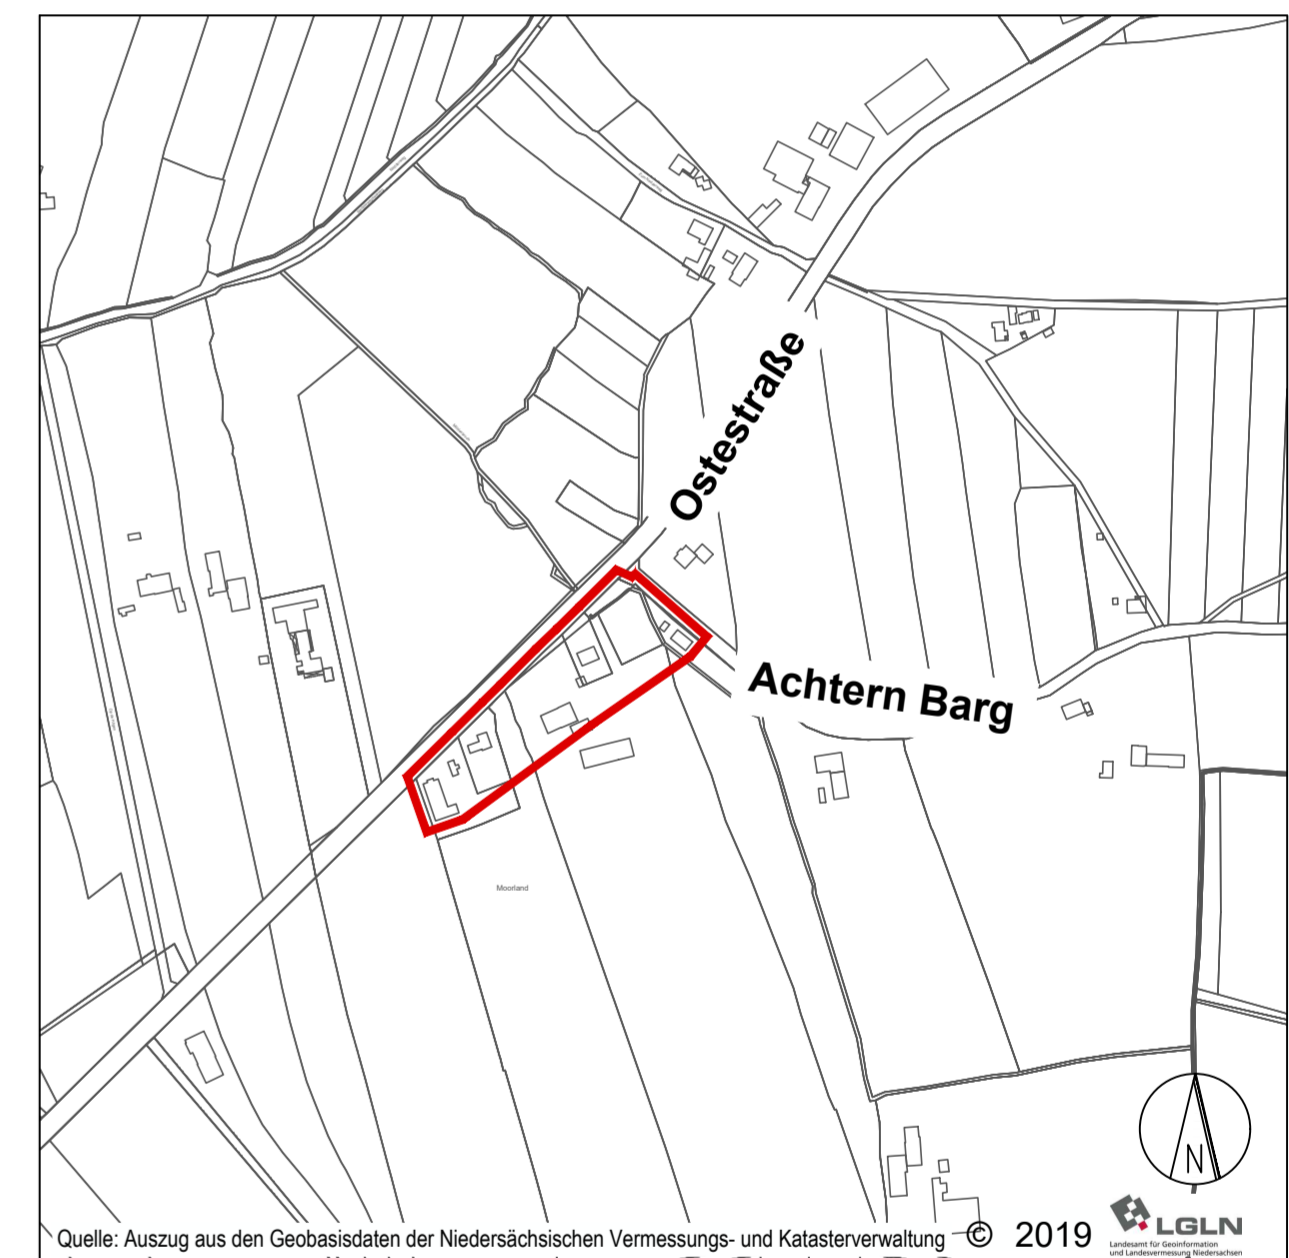 Ostestraße
Achtern Barg
Moorland
N
Quelle: Auszug aus den Geobasisdaten der Niedersächsischen Vermessungs- und Katasterverwaltung © 2019
LGLN
Landesamt für Geoinformation
und Landesvermessung Niedersachsen